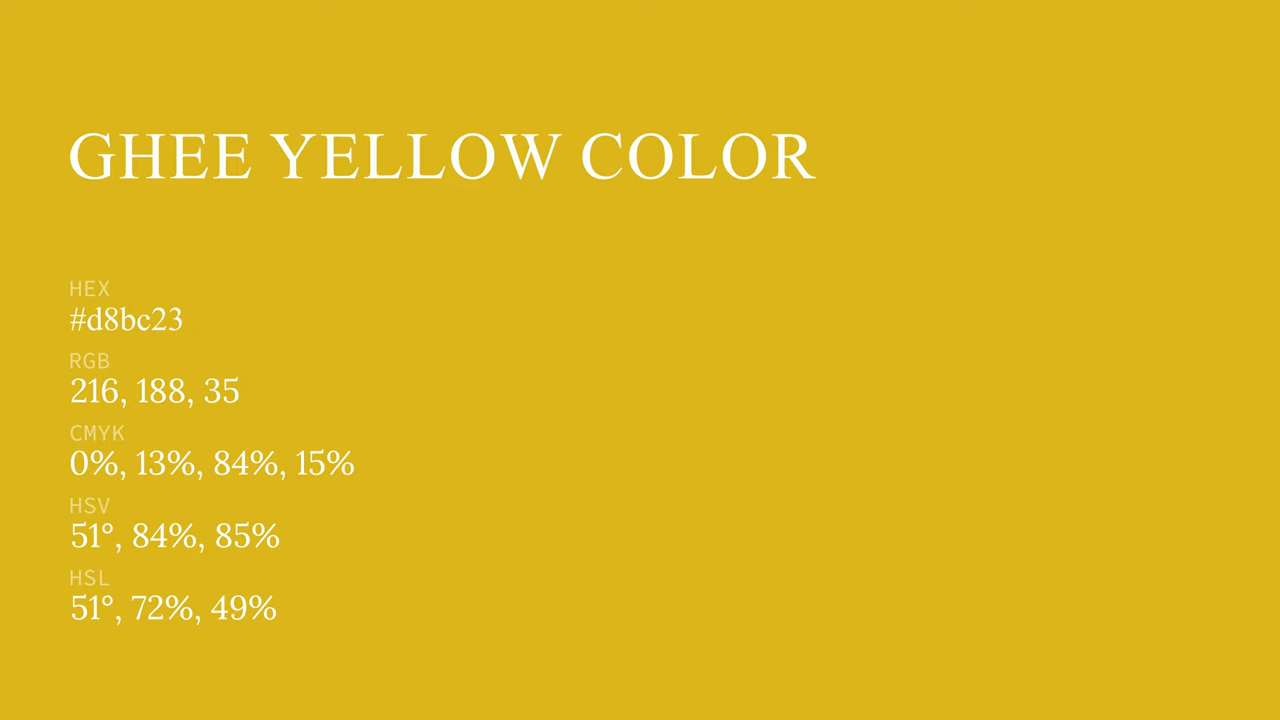 GHEE YELLOW COLOR
HEX
#d8bc23
RGB
216, 188, 35
CMYK
0%, 13%, 84%, 15%
HSV
51°, 84%, 85%
HSL
51°, 72%, 49%